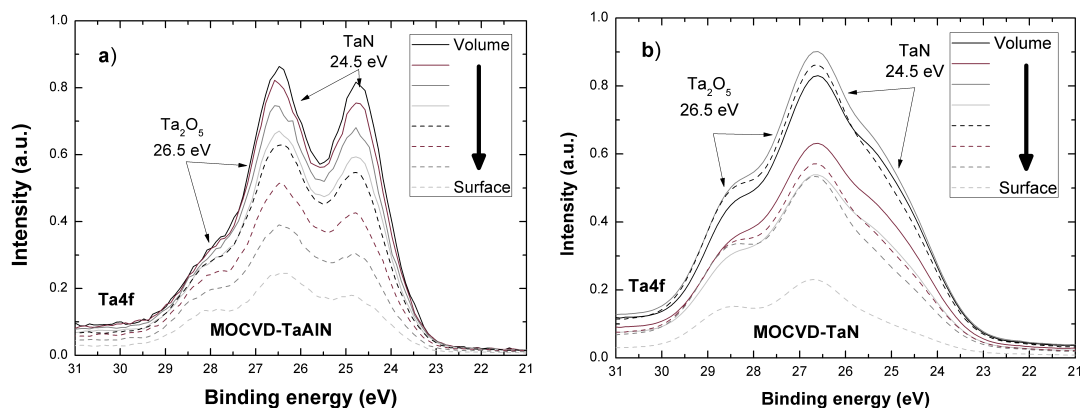 a)
TaN
24.5 eV
Ta₂O₅
26.5 eV
Volume
Surface
Ta4f
MOCVD-TaAlN
Intensity (a.u.)
1.0
0.8
0.6
0.4
0.2
0.0
31 30 29 28 27 26 25 24 23 22 21
Binding energy (eV)
b)
TaN
24.5 eV
Ta₂O₅
26.5 eV
Volume
Surface
Ta4f
MOCVD-TaN
Intensity (a.u.)
1.0
0.8
0.6
0.4
0.2
0.0
31 30 29 28 27 26 25 24 23 22 21
Binding energy (eV)